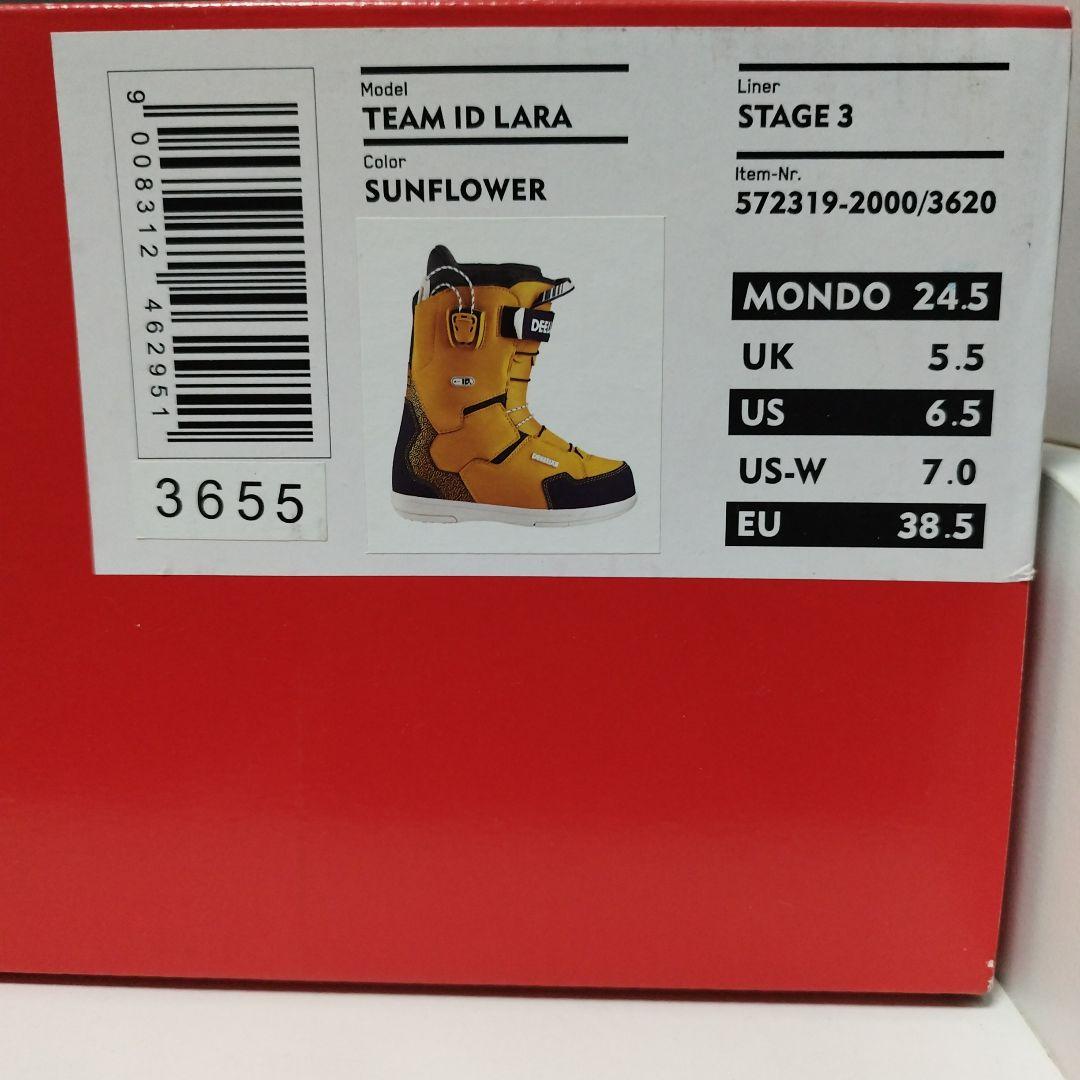 9 008312 462951
3655
Model
TEAM ID LARA
Color
SUNFLOWER
Liner
STAGE 3
Item-Nr.
572319-2000/3620
MONDO 24.5
UK 5.5
US 6.5
US-W 7.0
EU 38.5